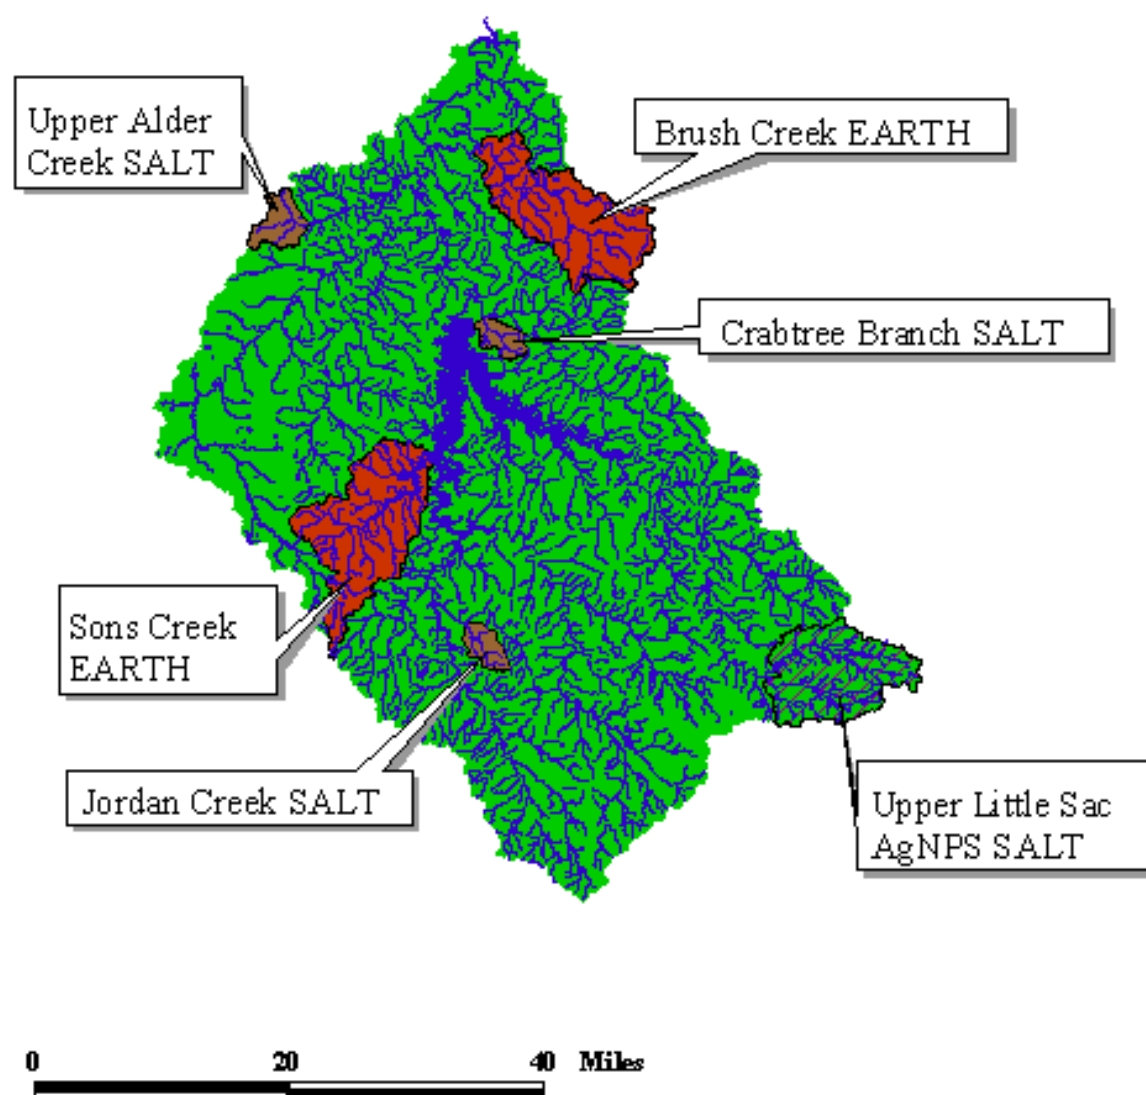 Upper Alder
Creek SALT
Brush Creek EARTH
Crabtree Branch SALT
Sons Creek
EARTH
Jordan Creek SALT
Upper Little Sac
AgNPS SALT
0 20 40 Miles